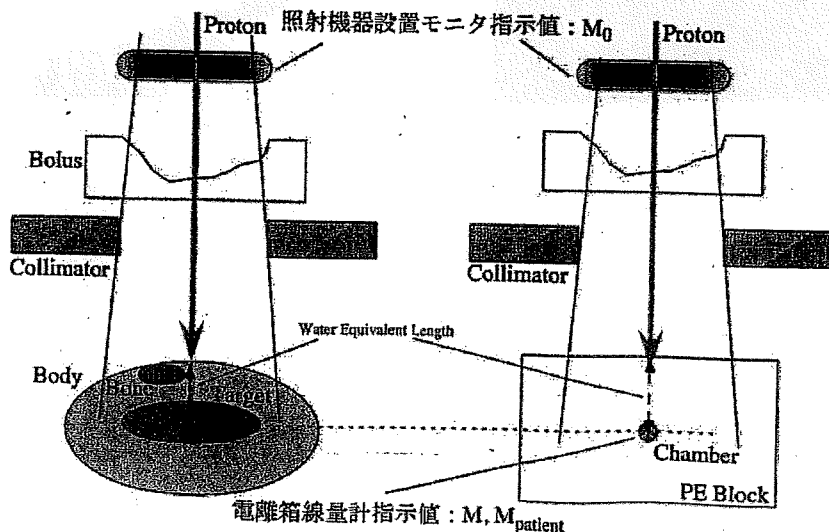 Proton
照射機器設置モニタ指示値：M0
Proton
Bolus
Collimator
Collimator
Water Equivalent Length
Body
Bone
Target
Chamber
PE Block
電離箱線量計指示値：M, Mpatient